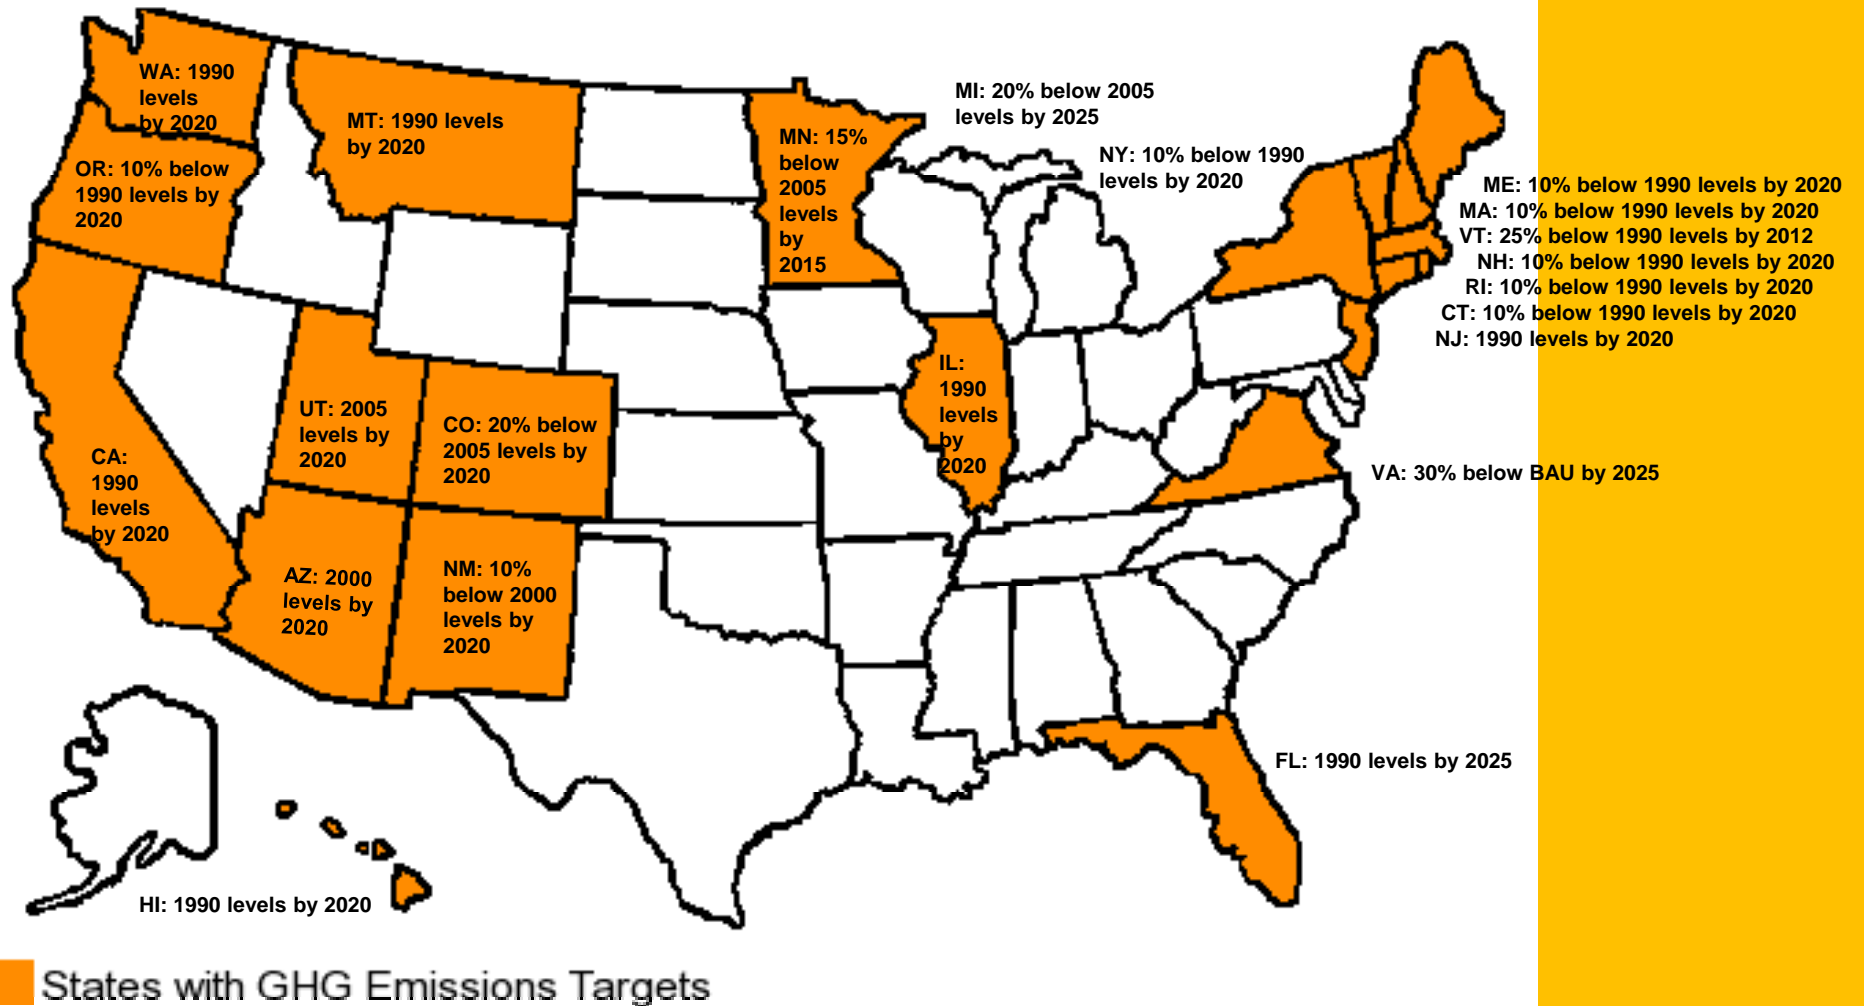 WA: 1990
levels
by 2020
MT: 1990 levels
by 2020
OR: 10% below
1990 levels by
2020
MN: 15%
below
2005
levels
by
2015
MI: 20% below 2005
levels by 2025
NY: 10% below 1990
levels by 2020
ME: 10% below 1990 levels by 2020
MA: 10% below 1990 levels by 2020
VT: 25% below 1990 levels by 2012
NH: 10% below 1990 levels by 2020
RI: 10% below 1990 levels by 2020
CT: 10% below 1990 levels by 2020
NJ: 1990 levels by 2020
IL:
1990
levels
by
2020
UT: 2005
levels by
2020
CO: 20% below
2005 levels by
2020
CA:
1990
levels
by 2020
VA: 30% below BAU by 2025
AZ: 2000
levels by
2020
NM: 10%
below 2000
levels by
2020
FL: 1990 levels by 2025
HI: 1990 levels by 2020
States with GHG Emissions Targets